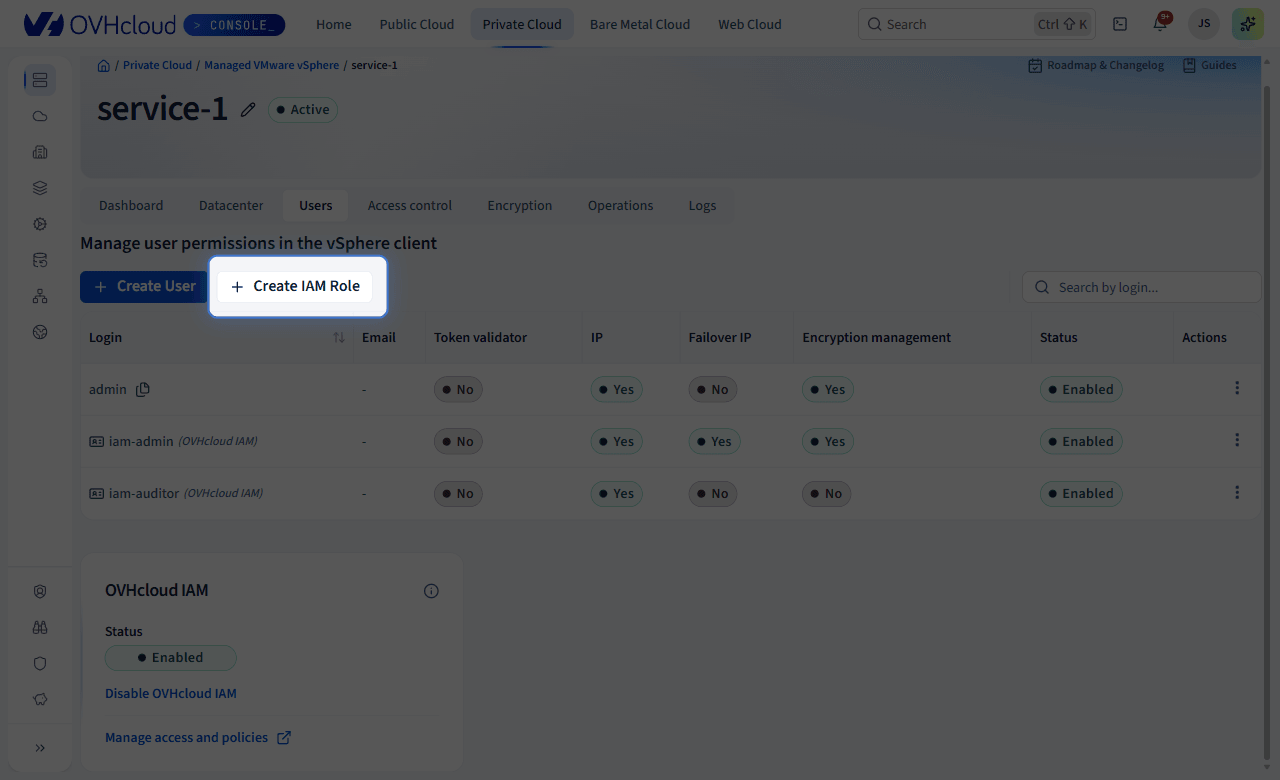 OVHcloud > CONSOLE_ Home Public Cloud Private Cloud Bare Metal Cloud Web Cloud Search Ctrl K 9+ JS
/ Private Cloud / Managed VMware vSphere / service-1 Roadmap & Changelog Guides
service-1 Active
Dashboard Datacenter Users Access control Encryption Operations Logs
Manage user permissions in the vSphere client
+ Create User + Create IAM Role Search by login...
Login Email Token validator IP Failover IP Encryption management Status Actions
admin - No Yes No Yes Enabled
iam-admin (OVHcloud IAM) - No Yes Yes Yes Enabled
iam-auditor (OVHcloud IAM) - No Yes No No Enabled
OVHcloud IAM
Status
Enabled
Disable OVHcloud IAM
Manage access and policies